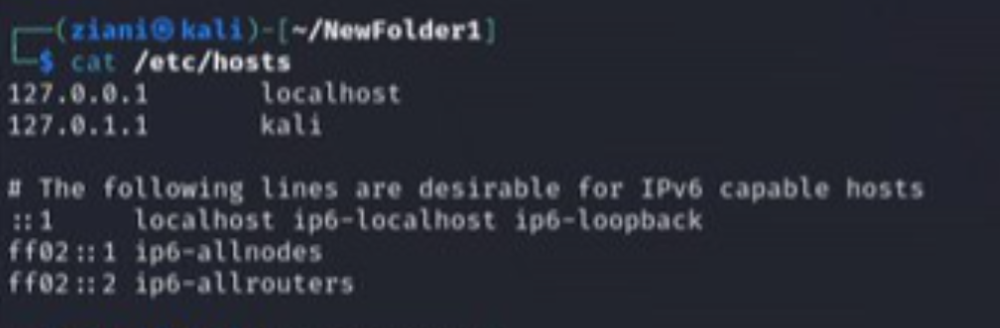 ┌──(ziani㉿kali)-[~/NewFolder1]
└─$ cat /etc/hosts
127.0.0.1       localhost
127.0.1.1       kali
# The following lines are desirable for IPv6 capable hosts
::1     localhost ip6-localhost ip6-loopback
ff02::1 ip6-allnodes
ff02::2 ip6-allrouters